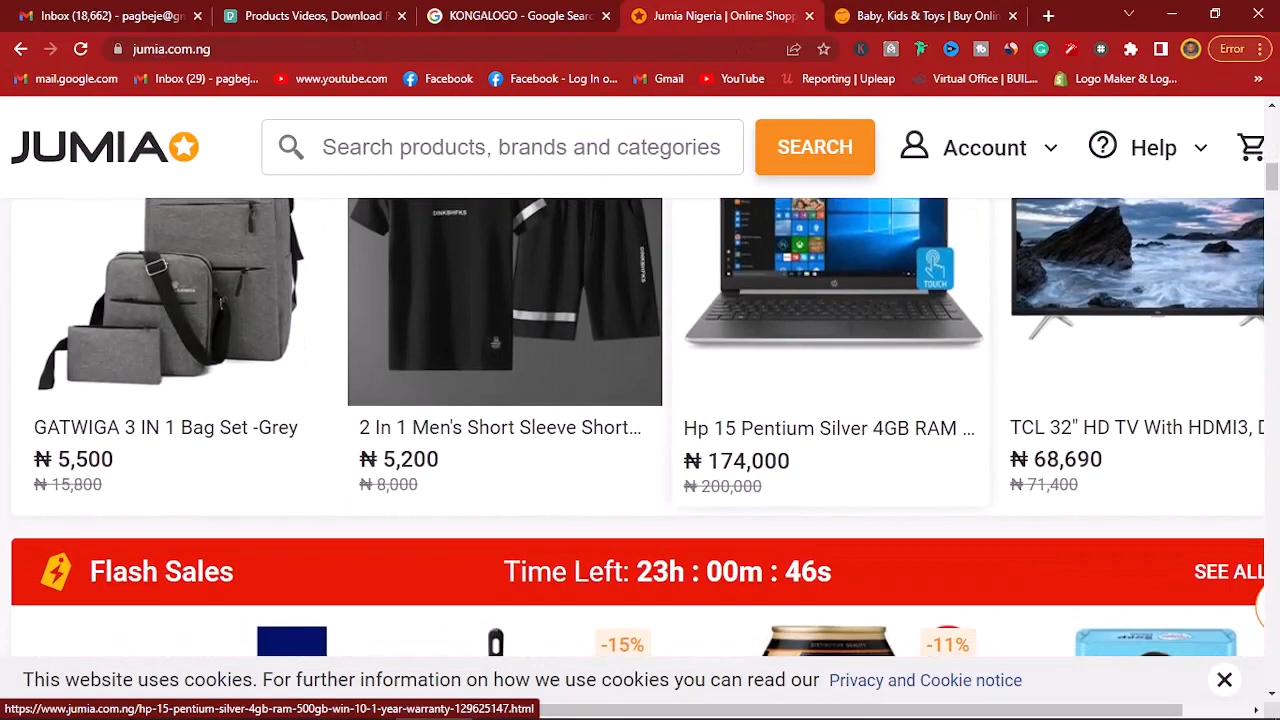 Inbox (18,662) - pagbeje@gn
Products Videos, Download F
KONGALOGO - Google Searc
Jumia Nigeria | Online Shopp
Baby, Kids & Toys | Buy Onlin
jumia.com.ng
Error
mail.google.com
Inbox (29) - pagbej...
www.youtube.com
Facebook
Facebook - Log In o...
Gmail
YouTube
Reporting | Upleap
Virtual Office | BUIL...
Logo Maker & Log...
JUMIA
Search products, brands and categories
SEARCH
Account
Help
DINKSHIFKS
TOUCH
GATWIGA 3 IN 1 Bag Set -Grey
₦ 5,500
₦ 15,800
2 In 1 Men's Short Sleeve Short...
₦ 5,200
₦ 8,000
Hp 15 Pentium Silver 4GB RAM ...
₦ 174,000
₦ 200,000
TCL 32" HD TV With HDMI3, D
₦ 68,690
₦ 71,400
Flash Sales
Time Left: 23h : 00m : 46s
SEE ALL
-15%
-11%
This website uses cookies. For further information on how we use cookies you can read our Privacy and Cookie notice
https://www.jumia.com.ng/hp-15-pentium-silver-4gb-ram-500gb-win-10-1-year-warranty-129625147.html